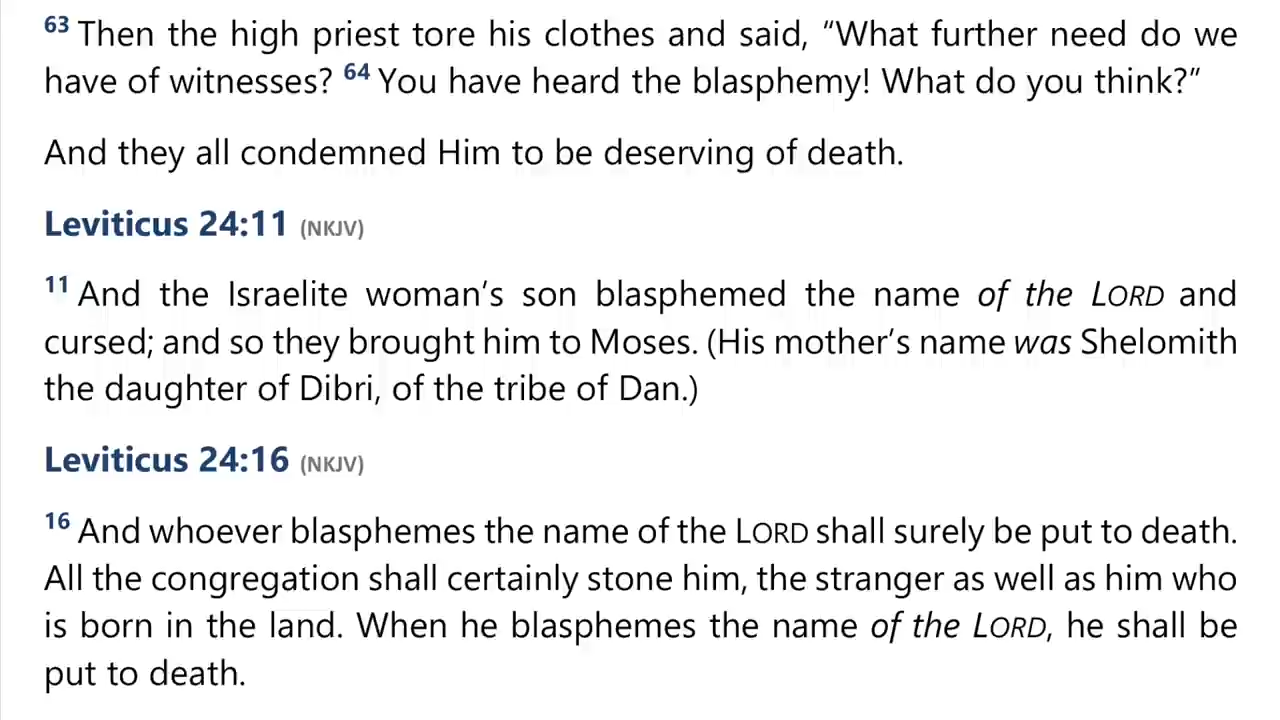 63 Then the high priest tore his clothes and said, “What further need do we
have of witnesses? 64 You have heard the blasphemy! What do you think?”
And they all condemned Him to be deserving of death.
Leviticus 24:11 (NKJV)
11 And the Israelite woman’s son blasphemed the name of the LORD and
cursed; and so they brought him to Moses. (His mother’s name was Shelomith
the daughter of Dibri, of the tribe of Dan.)
Leviticus 24:16 (NKJV)
16 And whoever blasphemes the name of the LORD shall surely be put to death.
All the congregation shall certainly stone him, the stranger as well as him who
is born in the land. When he blasphemes the name of the LORD, he shall be
put to death.